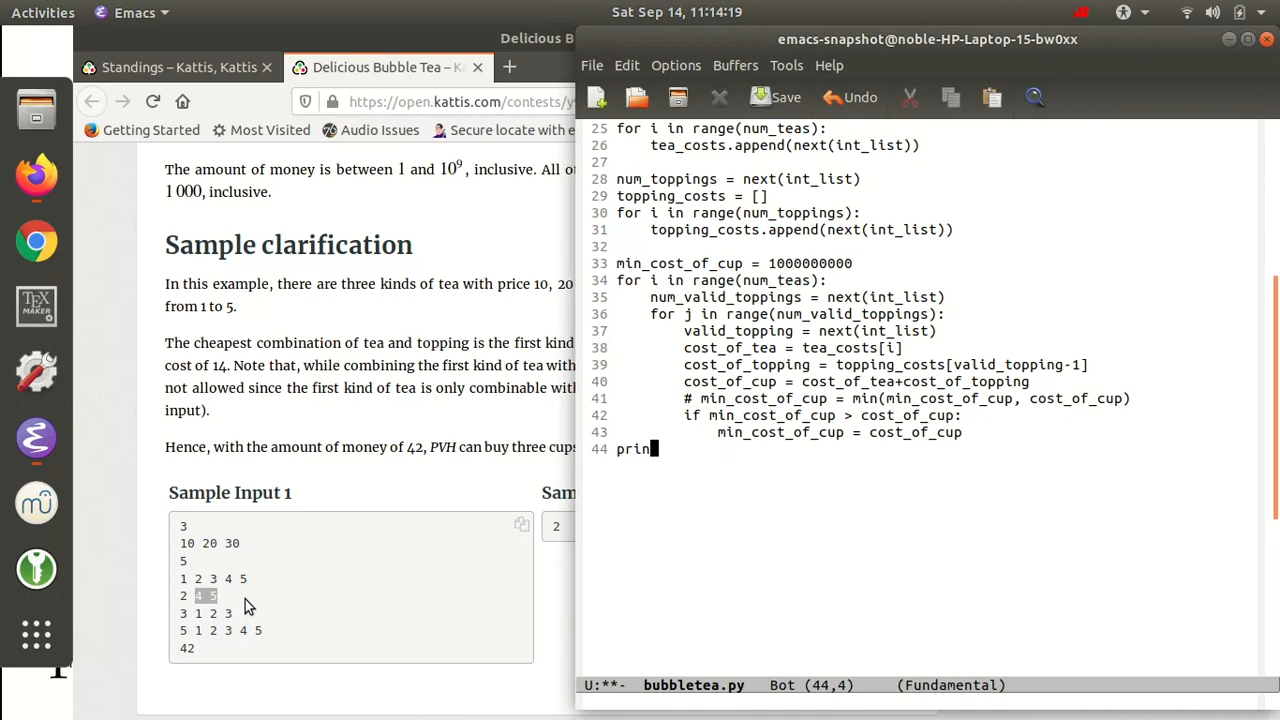 Activities Emacs Sat Sep 14, 11:14:19
Delicious B
Standings – Kattis, Kattis Delicious Bubble Tea – K
https://open.kattis.com/contests/y
Getting Started Most Visited Audio Issues Secure locate with e
The amount of money is between 1 and 10⁹, inclusive. All o
1 000, inclusive.
Sample clarification
In this example, there are three kinds of tea with price 10, 20
from 1 to 5.
The cheapest combination of tea and topping is the first kind
cost of 14. Note that, while combining the first kind of tea with
not allowed since the first kind of tea is only combinable with
input).
Hence, with the amount of money of 42, PVH can buy three cups
Sample Input 1 Sam
3
10 20 30
5
1 2 3 4 5
2 4 5
3 1 2 3
5 1 2 3 4 5
42
2
emacs-snapshot@noble-HP-Laptop-15-bw0xx
File Edit Options Buffers Tools Help
Save Undo
25 for i in range(num_teas):
26     tea_costs.append(next(int_list))
27
28 num_toppings = next(int_list)
29 topping_costs = []
30 for i in range(num_toppings):
31     topping_costs.append(next(int_list))
32
33 min_cost_of_cup = 1000000000
34 for i in range(num_teas):
35     num_valid_toppings = next(int_list)
36     for j in range(num_valid_toppings):
37         valid_topping = next(int_list)
38         cost_of_tea = tea_costs[i]
39         cost_of_topping = topping_costs[valid_topping-1]
40         cost_of_cup = cost_of_tea+cost_of_topping
41         # min_cost_of_cup = min(min_cost_of_cup, cost_of_cup)
42         if min_cost_of_cup > cost_of_cup:
43             min_cost_of_cup = cost_of_cup
44 prin
U:**- bubbletea.py Bot (44,4) (Fundamental)
TEX
MAKER
mu